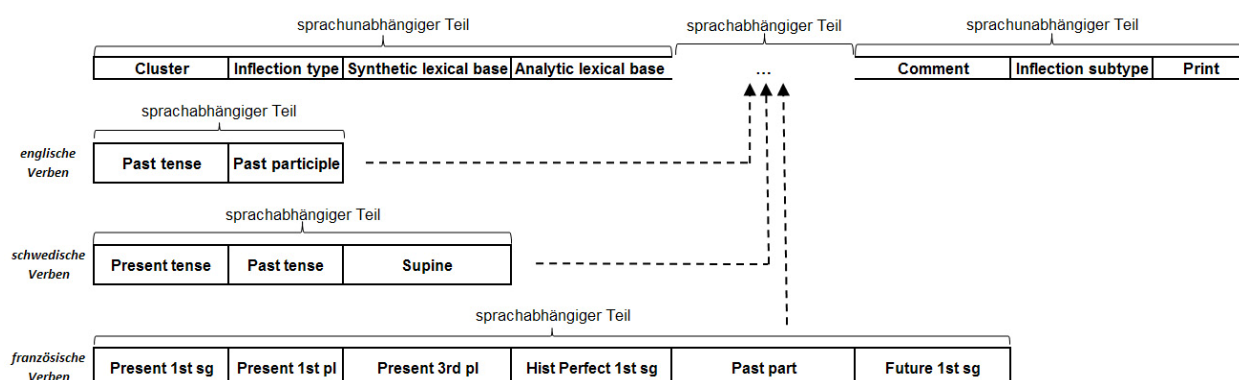 sprachunabhängiger Teil sprachabhängiger Teil sprachunabhängiger Teil
Cluster Inflection type Synthetic lexical base Analytic lexical base ... Comment Inflection subtype Print
sprachabhängiger Teil
englische
Verben
Past tense Past participle
sprachabhängiger Teil
schwedische
Verben
Present tense Past tense Supine
sprachabhängiger Teil
französische
Verben
Present 1st sg Present 1st pl Present 3rd pl Hist Perfect 1st sg Past part Future 1st sg